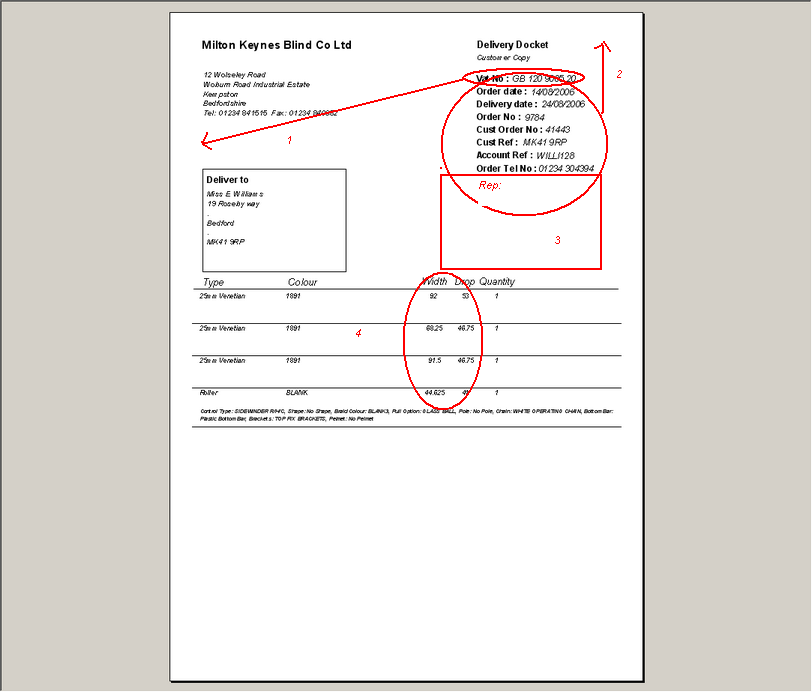 Milton Keynes Blind Co Ltd
Delivery Docket
Customer Copy
12 Wolseley Road
Woburn Road Industrial Estate
Kempston
Bedfordshire
Tel: 01234 841515 Fax: 01234
Vat No : GB 120
Order date : 14/08/2006
Delivery date : 24/08/2006
Order No : 9784
Cust Order No : 41443
Cust Ref : MK41 9RP
Account Ref : WILLI128
Order Tel No : 01234 304394
Rep:
1
2
3
Deliver to
Miss E Williams
19 Roseby way
.
Bedford
.
MK41 9RP
Type Colour Width Drop Quantity
25mm Venetian 1891 92 53 1
25mm Venetian 1891 68.25 46.75 1
4
25mm Venetian 1891 91.5 46.75 1
Roller BLANK 44.625 1
Control Type: SIDEWINDER Shape: No Shape, Braid Colour: BLANK3, Pull Option: GLASS BALL, Pole: No Pole, Chain: WHITE OPERATING CHAIN, Bottom Bar:
Plastic Bottom Bar, Brackets: TOP FIX BRACKETS, Pelmet: No Pelmet